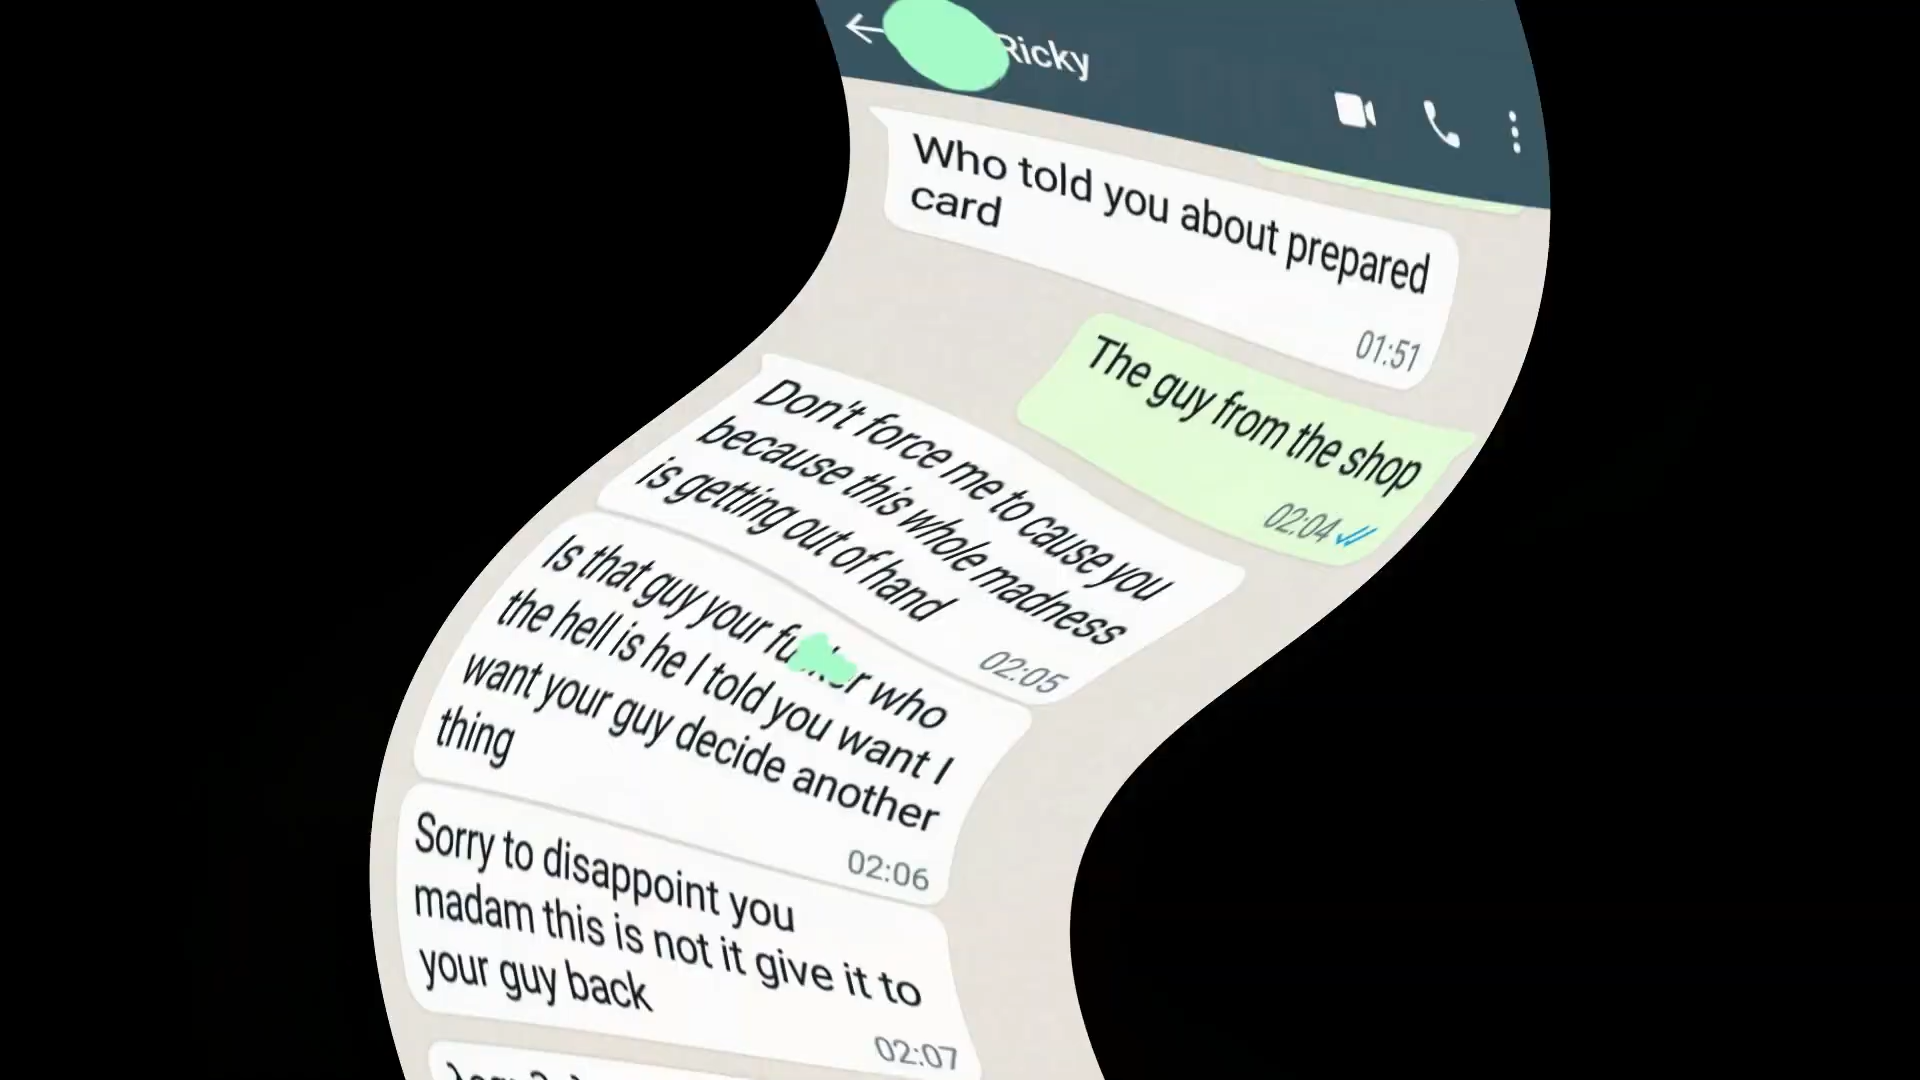 Ricky
Who told you about prepared
card
01:51
The guy from the shop
02:04
Don't force me to cause you
because this whole madness
is getting out of hand
02:05
Is that guy your who
the hell is he I told you want I
want your guy decide another
thing
02:06
Sorry to disappoint you
madam this is not it give it to
your guy back
02:07